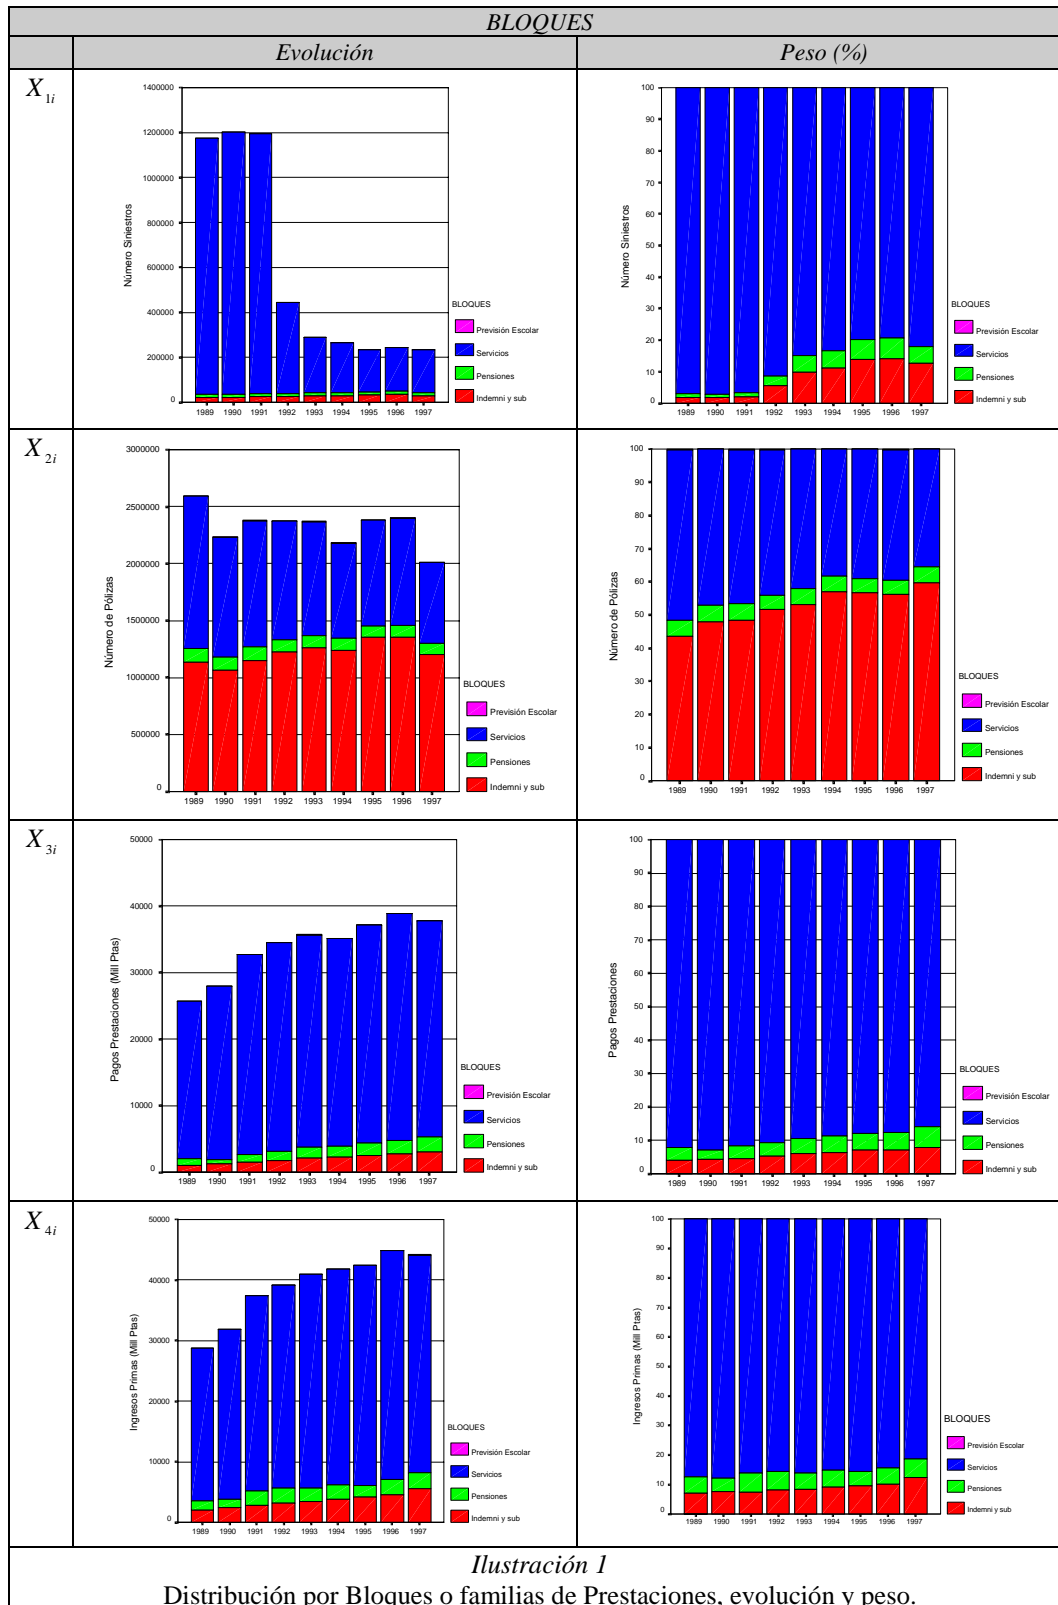 BLOQUES
Evolución
Peso (%)
X1i
1400000
1200000
1000000
800000
600000
400000
200000
0
Número Siniestros
1989 1990 1991 1992 1993 1994 1995 1996 1997
BLOQUES
Previsión Escolar
Servicios
Pensiones
Indemni y sub
100
90
80
70
60
50
40
30
20
10
0
Número Siniestros
1989 1990 1991 1992 1993 1994 1995 1996 1997
BLOQUES
Previsión Escolar
Servicios
Pensiones
Indemni y sub
X2i
3000000
2500000
2000000
1500000
1000000
500000
0
Número de Pólizas
1989 1990 1991 1992 1993 1994 1995 1996 1997
BLOQUES
Previsión Escolar
Servicios
Pensiones
Indemni y sub
100
90
80
70
60
50
40
30
20
10
0
Número de Pólizas
1989 1990 1991 1992 1993 1994 1995 1996 1997
BLOQUES
Previsión Escolar
Servicios
Pensiones
Indemni y sub
X3i
50000
40000
30000
20000
10000
0
Pagos Prestaciones (Mill Ptas)
1989 1990 1991 1992 1993 1994 1995 1996 1997
BLOQUES
Previsión Escolar
Servicios
Pensiones
Indemni y sub
100
90
80
70
60
50
40
30
20
10
0
Pagos Prestaciones
1989 1990 1991 1992 1993 1994 1995 1996 1997
BLOQUES
Previsión Escolar
Servicios
Pensiones
Indemni y sub
X4i
50000
40000
30000
20000
10000
0
Ingresos Primas (Mill Ptas)
1989 1990 1991 1992 1993 1994 1995 1996 1997
BLOQUES
Previsión Escolar
Servicios
Pensiones
Indemni y sub
100
90
80
70
60
50
40
30
20
10
0
Ingresos Primas (Mill Ptas)
1989 1990 1991 1992 1993 1994 1995 1996 1997
BLOQUES
Previsión Escolar
Servicios
Pensiones
Indemni y sub
Ilustración 1
Distribución por Bloques o familias de Prestaciones, evolución y peso.